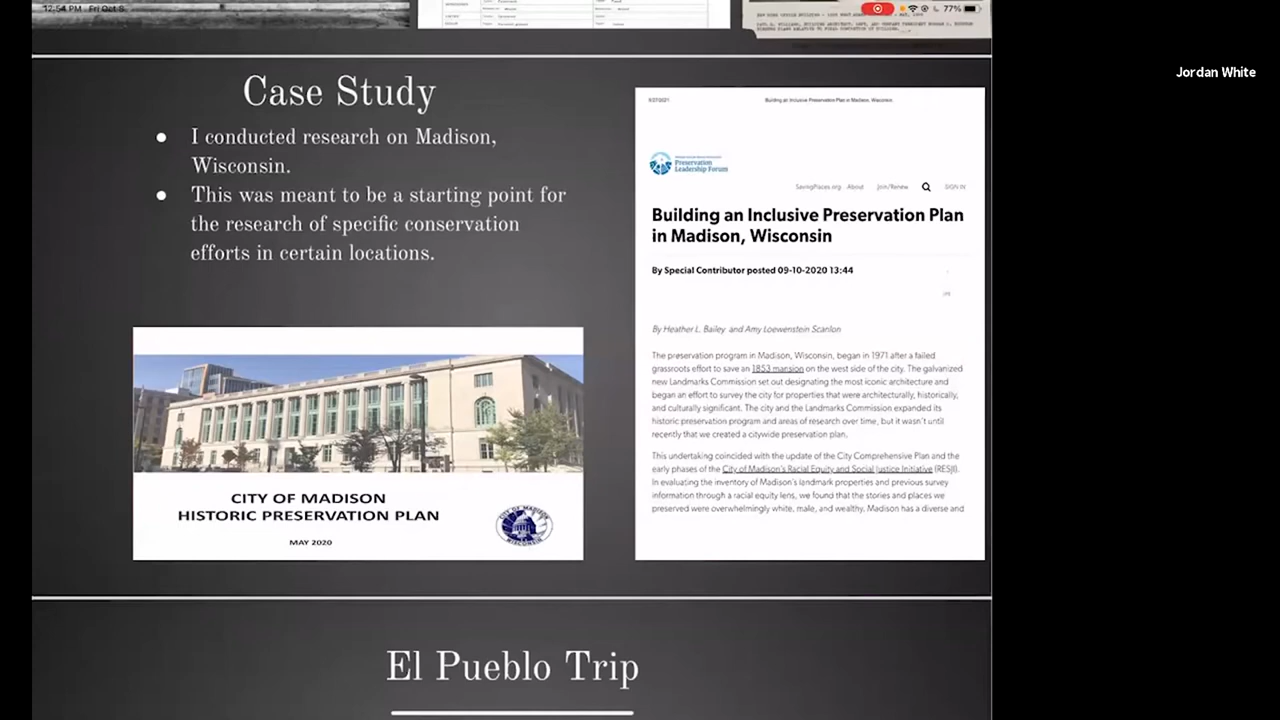 12:54 PM Fri Oct 8
77%
Jordan White
Case Study
I conducted research on Madison,
Wisconsin.
This was meant to be a starting point for
the research of specific conservation
efforts in certain locations.
CITY OF MADISON
HISTORIC PRESERVATION PLAN
MAY 2020
9/27/2021
Building an Inclusive Preservation Plan in Madison, Wisconsin
Preservation
Leadership Forum
SavingPlaces.org About Join/Renew SIGN IN
Building an Inclusive Preservation Plan
in Madison, Wisconsin
By Special Contributor posted 09-10-2020 13:44
By Heather L. Bailey and Amy Loewenstein Scanlon
The preservation program in Madison, Wisconsin, began in 1971 after a failed
grassroots effort to save an 1853 mansion on the west side of the city. The galvanized
new Landmarks Commission set out designating the most iconic architecture and
began an effort to survey the city for properties that were architecturally, historically,
and culturally significant. The city and the Landmarks Commission expanded its
historic preservation program and areas of research over time, but it wasn't until
recently that we created a citywide preservation plan.
This undertaking coincided with the update of the City Comprehensive Plan and the
early phases of the City of Madison's Racial Equity and Social Justice Initiative (RESJI).
In evaluating the inventory of Madison's landmark properties and previous survey
information through a racial equity lens, we found that the stories and places we
preserved were overwhelmingly white, male, and wealthy. Madison has a diverse and
El Pueblo Trip